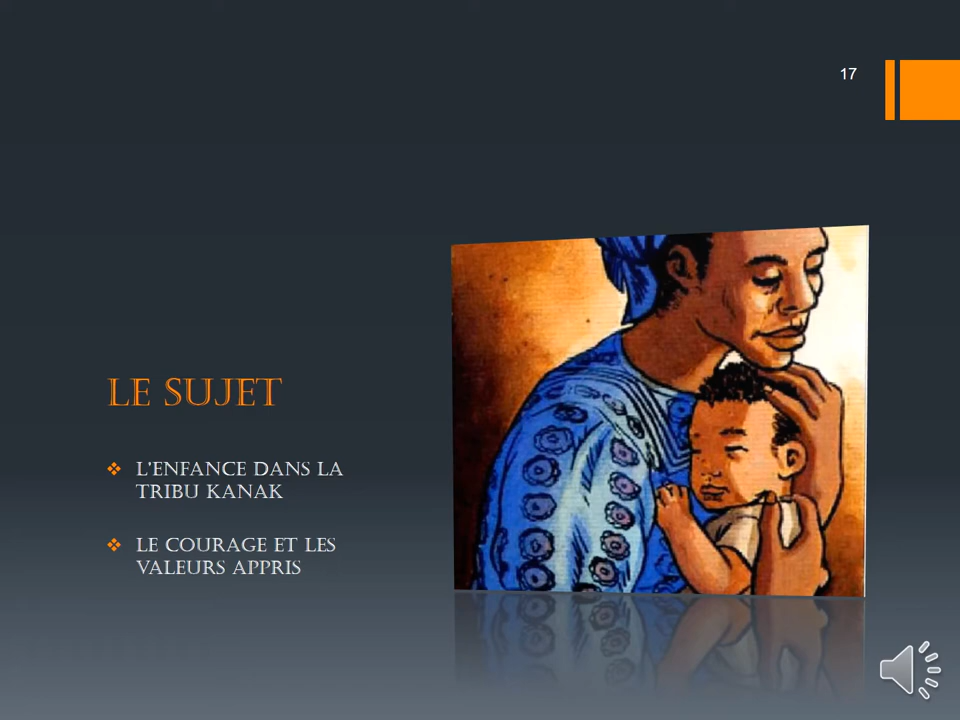 17
LE SUJET
❖ L'ENFANCE DANS LA
TRIBU KANAK
❖ LE COURAGE ET LES
VALEURS APPRIS